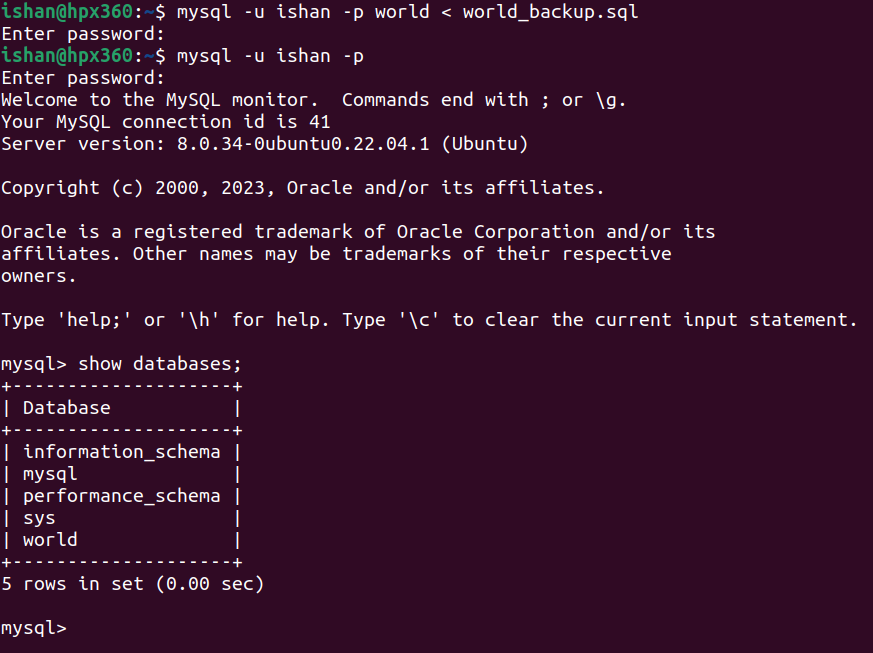 ishan@hpx360:~$ mysql -u ishan -p world < world_backup.sql
Enter password:
ishan@hpx360:~$ mysql -u ishan -p
Enter password:
Welcome to the MySQL monitor.  Commands end with ; or \g.
Your MySQL connection id is 41
Server version: 8.0.34-0ubuntu0.22.04.1 (Ubuntu)

Copyright (c) 2000, 2023, Oracle and/or its affiliates.

Oracle is a registered trademark of Oracle Corporation and/or its
affiliates. Other names may be trademarks of their respective
owners.

Type 'help;' or '\h' for help. Type '\c' to clear the current input statement.

mysql> show databases;
+--------------------+
| Database           |
+--------------------+
| information_schema |
| mysql              |
| performance_schema |
| sys                |
| world              |
+--------------------+
5 rows in set (0.00 sec)

mysql>